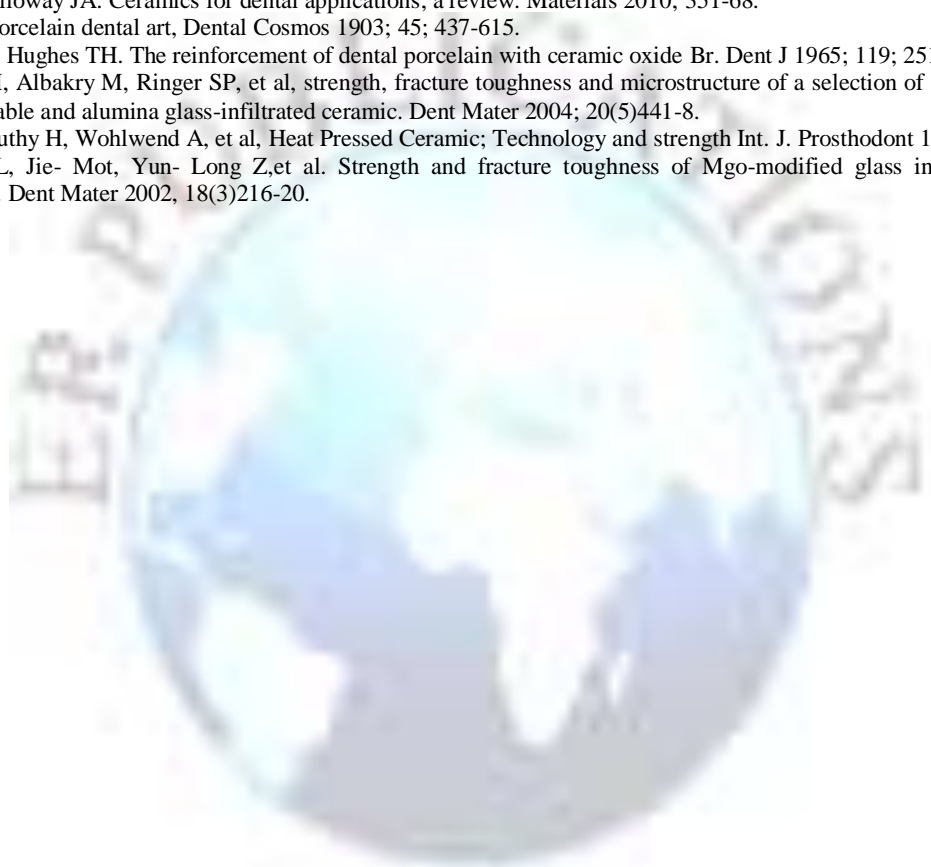 lloway JA. Ceramics for dental applications, a review. Materials 2010, 351-68.
orcelain dental art, Dental Cosmos 1903; 45; 437-615.
Hughes TH. The reinforcement of dental porcelain with ceramic oxide Br. Dent J 1965; 119; 251
, Albakry M, Ringer SP, et al, strength, fracture toughness and microstructure of a selection of
able and alumina glass-infiltrated ceramic. Dent Mater 2004; 20(5)441-8.
uthy H, Wohlwend A, et al, Heat Pressed Ceramic; Technology and strength Int. J. Prosthodont 1
L, Jie- Mot, Yun- Long Z,et al. Strength and fracture toughness of Mgo-modified glass in
. Dent Mater 2002, 18(3)216-20.
ER PUBLICATIONS